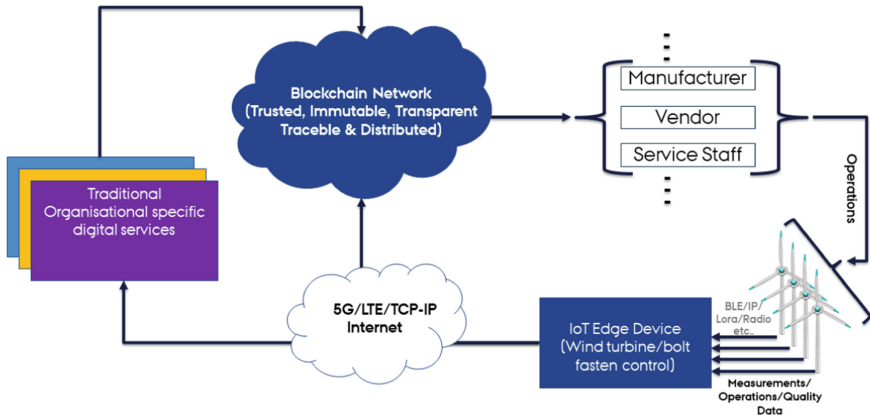 Blockchain Network
(Trusted, Immutable, Transparent
Traceble & Distributed)
Manufacturer
Vendor
Service Staff
Operations
Traditional
Organisational specific
digital services
5G/LTE/TCP-IP
Internet
IoT Edge Device
(Wind turbine/bolt
fasten control)
BLE/IP/
Lora/Radio
etc..
Measurements/
Operations/Quality
Data